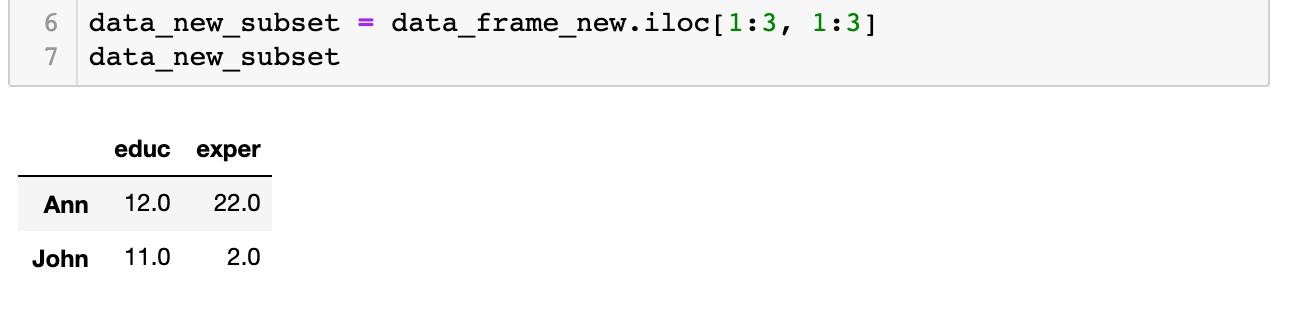 6 data_new_subset = data_frame_new.iloc[1:3, 1:3]
7 data_new_subset
educ exper
Ann 12.0 22.0
John 11.0 2.0